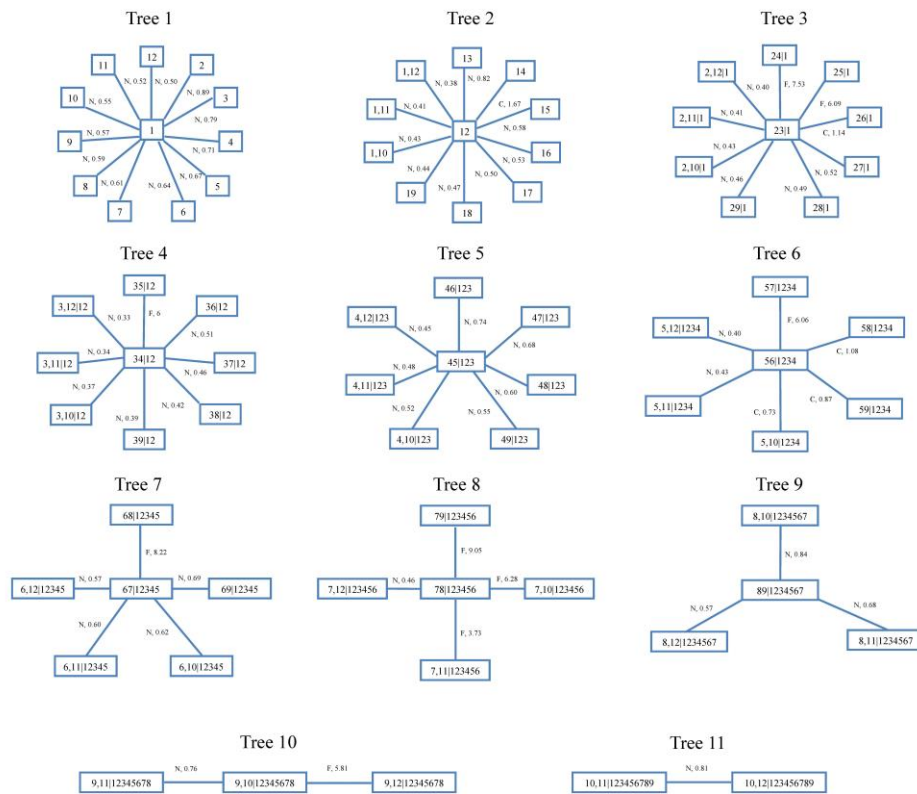 Tree 1
Tree 2
Tree 3
12
11
2
N, 0.52
N, 0.50
N, 0.89
10
3
N, 0.55
N, 0.79
1
9
N, 0.57
N, 0.71
4
N, 0.59
N, 0.67
8
5
N, 0.61
N, 0.64
7
6
13
1,12
14
N, 0.38
N, 0.82
1,11
C, 1.67
15
N, 0.41
12
N, 0.58
1,10
N, 0.43
16
N, 0.44
N, 0.53
N, 0.50
19
N, 0.47
17
18
24|1
2,12|1
25|1
N, 0.40
F, 7.53
2,11|1
F, 6.09
26|1
N, 0.41
23|1
C, 1.14
2,10|1
N, 0.43
27|1
N, 0.46
N, 0.52
N, 0.49
29|1
28|1
Tree 4
Tree 5
Tree 6
35|12
3,12|12
36|12
N, 0.33
F, 6
N, 0.51
3,11|12
N, 0.34
34|12
37|12
N, 0.46
N, 0.37
3,10|12
N, 0.39
N, 0.42
38|12
39|12
46|123
4,12|123
47|123
N, 0.45
N, 0.74
N, 0.68
45|123
N, 0.48
4,11|123
48|123
N, 0.52
N, 0.60
N, 0.55
4,10|123
49|123
57|1234
5,12|1234
58|1234
N, 0.40
F, 6.06
C, 1.08
56|1234
N, 0.43
C, 0.87
5,11|1234
59|1234
C, 0.73
5,10|1234
Tree 7
Tree 8
Tree 9
68|12345
F, 8.22
6,12|12345
N, 0.57
67|12345
N, 0.69
69|12345
N, 0.60
N, 0.62
6,11|12345
6,10|12345
79|123456
F, 9.05
7,12|123456
N, 0.46
78|123456
F, 6.28
7,10|123456
F, 3.73
7,11|123456
8,10|1234567
N, 0.84
89|1234567
N, 0.57
N, 0.68
8,12|1234567
8,11|1234567
Tree 10
Tree 11
9,11|12345678
N, 0.76
9,10|12345678
F, 5.81
9,12|12345678
10,11|123456789
N, 0.81
10,12|123456789